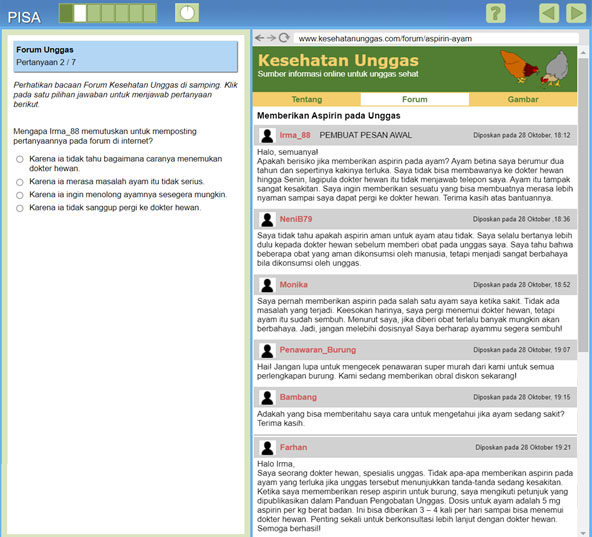 PISA
?
Forum Unggas
Pertanyaan 2 / 7
Perhatikan bacaan Forum Kesehatan Unggas di samping. Klik
pada satu pilihan jawaban untuk menjawab pertanyaan
berikut.
Mengapa Irma_88 memutuskan untuk memposting
pertanyaannya pada forum di internet?
Karena ia tidak tahu bagaimana caranya menemukan
dokter hewan.
Karena ia merasa masalah ayam itu tidak serius.
Karena ia ingin menolong ayamnya sesegera mungkin.
Karena ia tidak sanggup pergi ke dokter hewan.
www.kesehatanunggas.com/forum/aspirin-ayam
Kesehatan Unggas
Sumber informasi online untuk unggas sehat
Tentang Forum Gambar
Memberikan Aspirin pada Unggas
Irma_88 PEMBUAT PESAN AWAL Diposkan pada 28 Oktober, 18:12
Halo, semuanya!
Apakah berisiko jika memberikan aspirin pada ayam? Ayam betina saya berumur dua
tahun dan sepertinya kakinya terluka. Saya tidak bisa membawanya ke dokter hewan
hingga Senin, lagipula dokter hewan itu tidak menjawab telepon saya. Ayam itu tampak
sangat kesakitan. Saya ingin memberikan sesuatu yang bisa membuatnya merasa lebih
nyaman sampai saya dapat pergi ke dokter hewan. Terima kasih atas bantuannya.
NeniB79 Diposkan pada 28 Oktober ,18:36
Saya tidak tahu apakah aspirin aman untuk ayam atau tidak. Saya selalu bertanya lebih
dulu kepada dokter hewan sebelum memberi obat pada unggas saya. Saya tahu bahwa
beberapa obat yang aman dikonsumsi oleh manusia, tetapi menjadi sangat berbahaya
bila dikonsumsi oleh unggas.
Monika Diposkan pada 28 Oktober, 18:52
Saya pernah memberikan aspirin pada salah satu ayam saya ketika sakit. Tidak ada
masalah yang terjadi. Keesokan harinya, saya pergi menemui dokter hewan, tetapi
ayam itu sudah sembuh. Menurut saya, jika diberi obat terlalu banyak mungkin akan
berbahaya. Jadi, jangan melebihi dosisnya! Saya berharap ayammu segera sembuh!
Penawaran_Burung Diposkan pada 28 Oktober, 19:07
Hai! Jangan lupa untuk mengecek penawaran super murah dari kami untuk semua
perlengkapan burung. Kami sedang memberikan obral diskon sekarang!
Bambang Diposkan pada 28 Oktober, 19:15
Adakah yang bisa memberitahu saya cara untuk mengetahui jika ayam sedang sakit?
Terima kasih.
Farhan Diposkan pada 28 Oktober 19:21
Halo Irma,
Saya seorang dokter hewan, spesialis unggas. Tidak apa-apa memberikan aspirin pada
ayam yang terluka jika unggas tersebut menunjukkan tanda-tanda sedang kesakitan.
Ketika saya mememberikan resep aspirin untuk burung, saya mengikuti petunjuk yang
dipublikasikan dalam Panduan Pengobatan Unggas. Dosis untuk ayam adalah 5 mg
aspirin per kg berat badan. Ini bisa diberikan 3 – 4 kali per hari sampai bisa menemui
dokter hewan. Penting sekali untuk berkonsultasi lebih lanjut dengan dokter hewan.
Semoga berhasil!